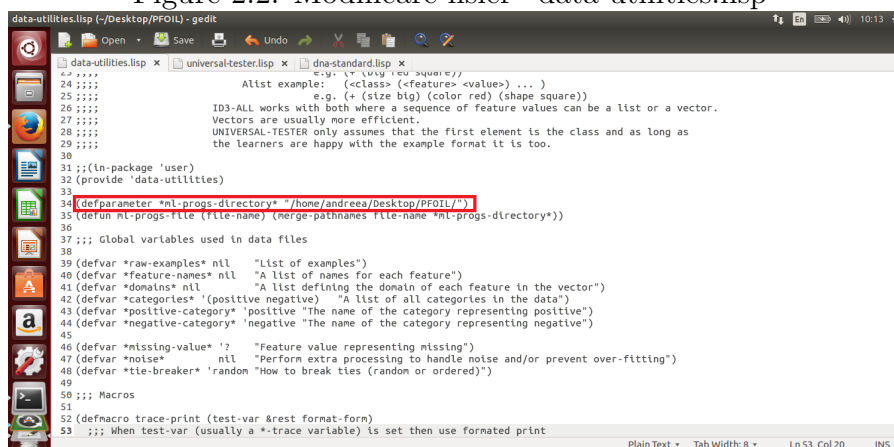 Figure 2.2: Modificare fisier "data-utilities.lisp"
data-utilities.lisp (~/Desktop/PFOIL) - gedit
En 10:13
Open Save Undo
data-utilities.lisp × universal-tester.lisp × dna-standard.lisp ×
23 ;;;; e.g. (+ (big red square))
24 ;;;; Alist example: (<class> (<feature> <value>) ... )
25 ;;;; e.g. (+ (size big) (color red) (shape square))
26 ;;;; ID3-ALL works with both where a sequence of feature values can be a list or a vector.
27 ;;;; Vectors are usually more efficient.
28 ;;;; UNIVERSAL-TESTER only assumes that the first element is the class and as long as
29 ;;;; the learners are happy with the example format it is too.
30
31 ;;(in-package 'user)
32 (provide 'data-utilities)
33
34 (defparameter *ml-progs-directory* "/home/andreea/Desktop/PFOIL/")
35 (defun ml-progs-file (file-name) (merge-pathnames file-name *ml-progs-directory*))
36
37 ;;; Global variables used in data files
38
39 (defvar *raw-examples* nil "List of examples")
40 (defvar *feature-names* nil "A list of names for each feature")
41 (defvar *domains* nil "A list defining the domain of each feature in the vector")
42 (defvar *categories* '(positive negative) "A list of all categories in the data")
43 (defvar *positive-category* 'positive "The name of the category representing positive")
44 (defvar *negative-category* 'negative "The name of the category representing negative")
45
46 (defvar *missing-value* '? "Feature value representing missing")
47 (defvar *noise* nil "Perform extra processing to handle noise and/or prevent over-fitting")
48 (defvar *tie-breaker* 'random "How to break ties (random or ordered)")
49
50 ;;; Macros
51
52 (defmacro trace-print (test-var &rest format-form)
53 ;;; When test-var (usually a *-trace variable) is set then use formated print
Plain Text Tab Width: 8 Ln 53, Col 20 INS